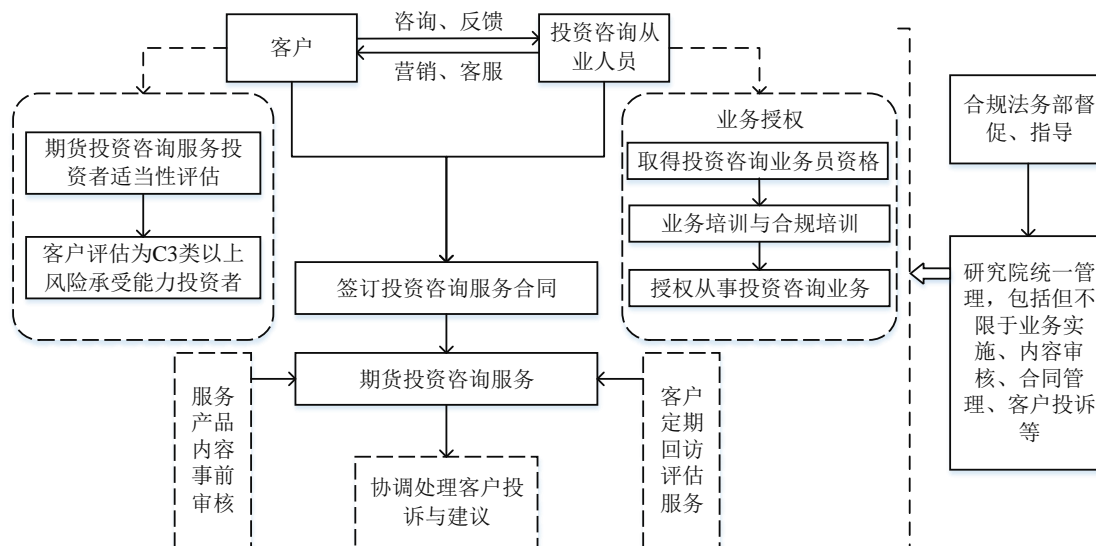 咨询、反馈
客户
投资咨询从
业人员
营销、客服
期货投资咨询服务投
资者适当性评估
客户评估为C3类以上
风险承受能力投资者
业务授权
取得投资咨询业务员资格
业务培训与合规培训
授权从事投资咨询业务
合规法务部督
促、指导
研究院统一管
理，包括但不
限于业务实
施、内容审
核、合同管
理、客户投诉
等
签订投资咨询服务合同
期货投资咨询服务
服务
产品
内容
事前
审核
客户
定期
回访
评估
服务
协调处理客户投
诉与建议